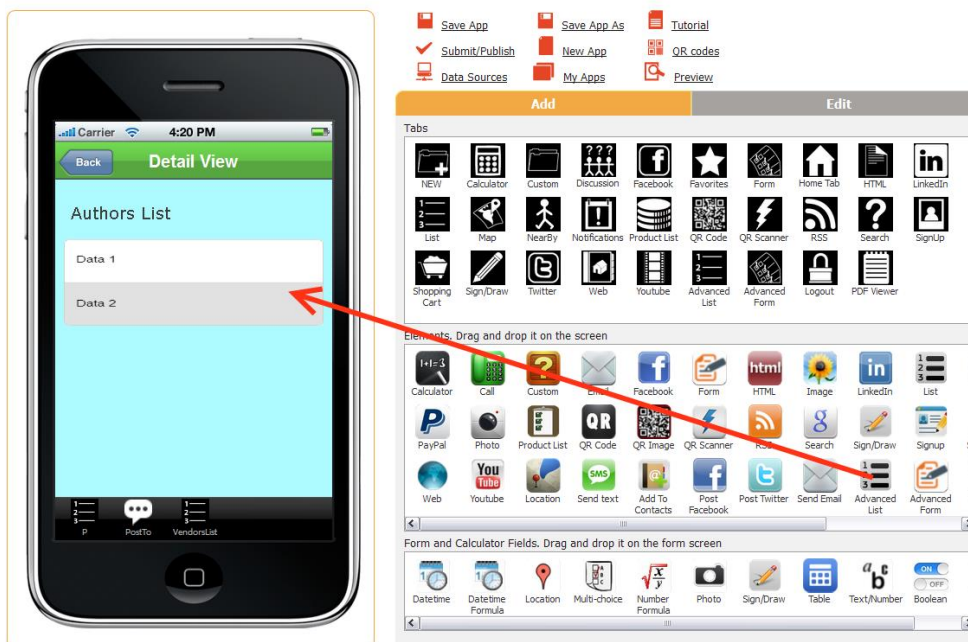 Save App
Save App As
Tutorial
Submit/Publish
New App
QR codes
Data Sources
My Apps
Preview
Carrier
4:20 PM
Back
Detail View
Authors List
Data 1
Data 2
P
PostTo
VendorsList
Add
Edit
Tabs
NEW
Calculator
Custom
Discussion
Facebook
Favorites
Form
Home Tab
HTML
LinkedIn
List
Map
NearBy
Notifications
Product List
QR Code
QR Scanner
RSS
Search
SignUp
Shopping
Cart
Sign/Draw
Twitter
Web
Youtube
Advanced
List
Advanced
Form
Logout
PDF Viewer
Elements. Drag and drop it on the screen
Calculator
Call
Custom
Facebook
Form
HTML
Image
LinkedIn
List
PayPal
Photo
Product List
QR Code
QR Image
QR Scanner
Search
Sign/Draw
Signup
Web
Youtube
Location
Send text
Add To
Contacts
Post
Facebook
Post Twitter
Send Email
Advanced
List
Advanced
Form
Form and Calculator Fields. Drag and drop it on the form screen
Datetime
Datetime
Formula
Location
Multi-choice
Number
Formula
Photo
Sign/Draw
Table
Text/Number
Boolean